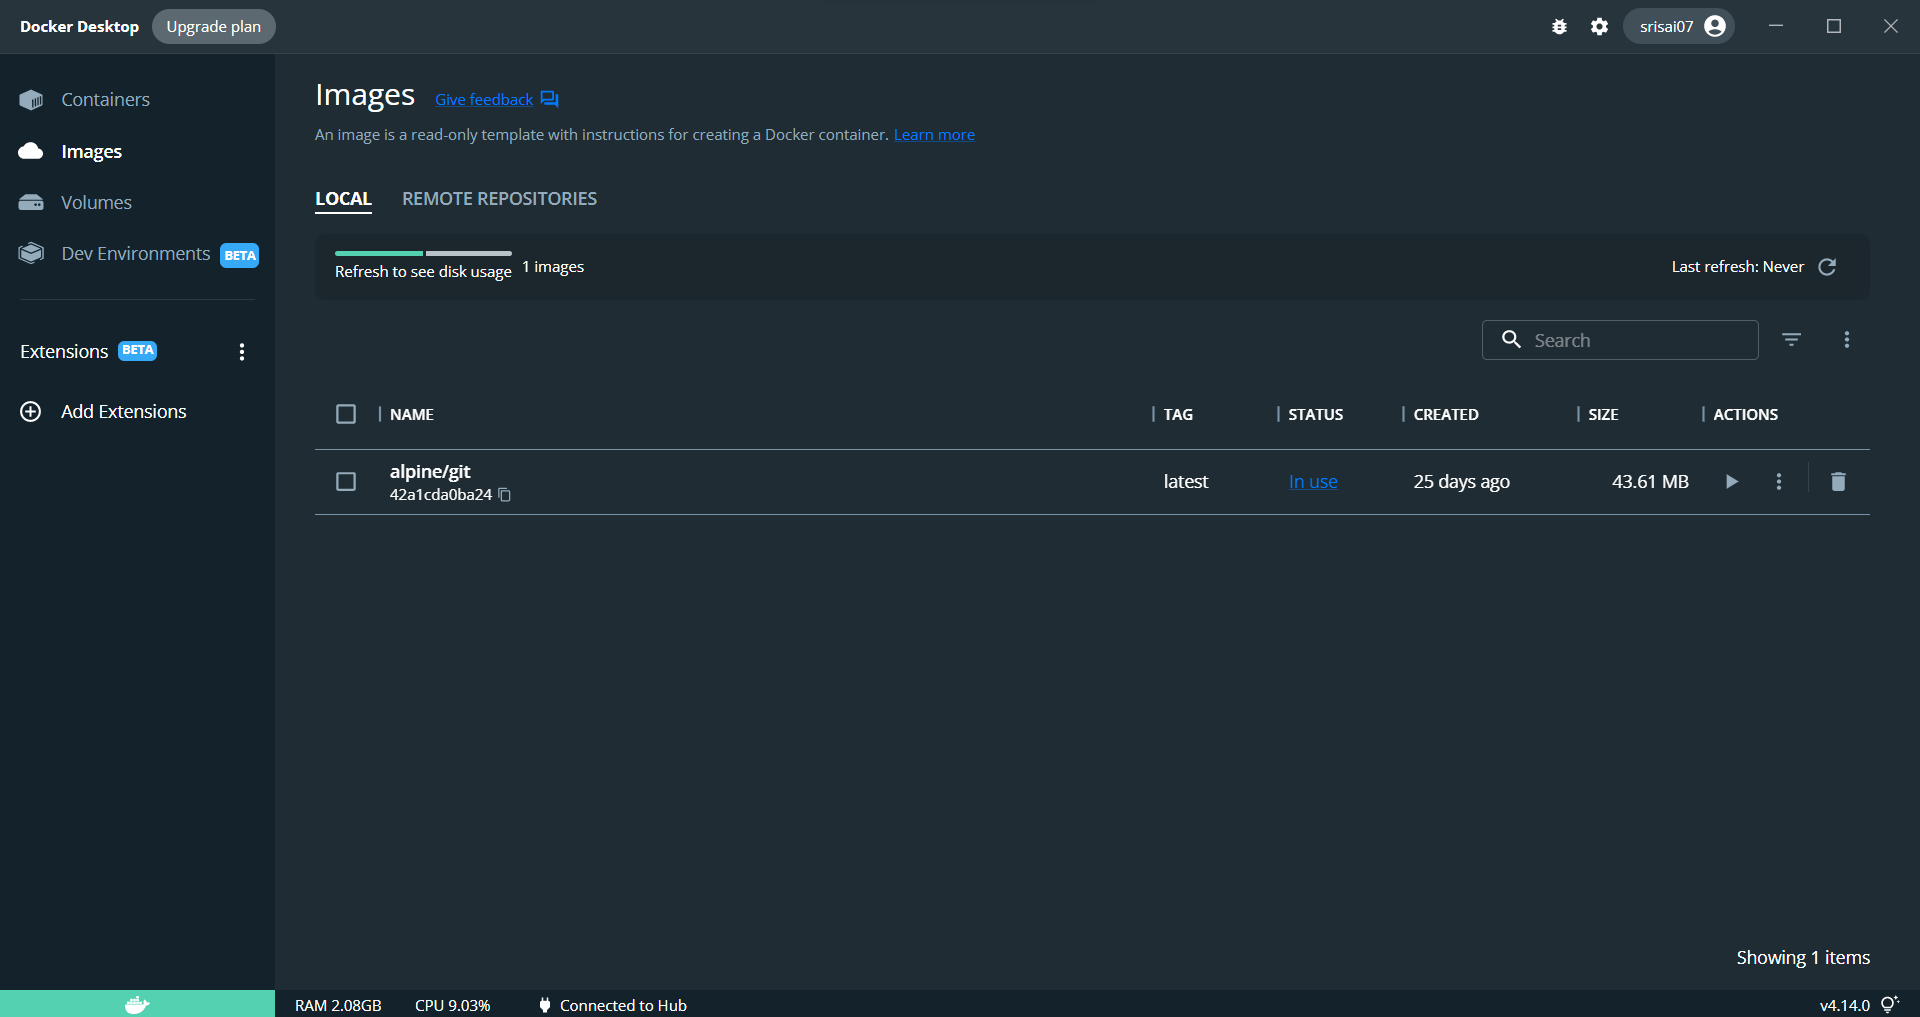 Docker Desktop Upgrade plan srisai07
Containers
Images
Volumes
Dev Environments BETA
Extensions BETA
Add Extensions
Images Give feedback
An image is a read-only template with instructions for creating a Docker container. Learn more
LOCAL REMOTE REPOSITORIES
Refresh to see disk usage 1 images Last refresh: Never
Search
NAME TAG STATUS CREATED SIZE ACTIONS
alpine/git latest In use 25 days ago 43.61 MB
42a1cda0ba24
Showing 1 items
RAM 2.08GB CPU 9.03% Connected to Hub v4.14.0